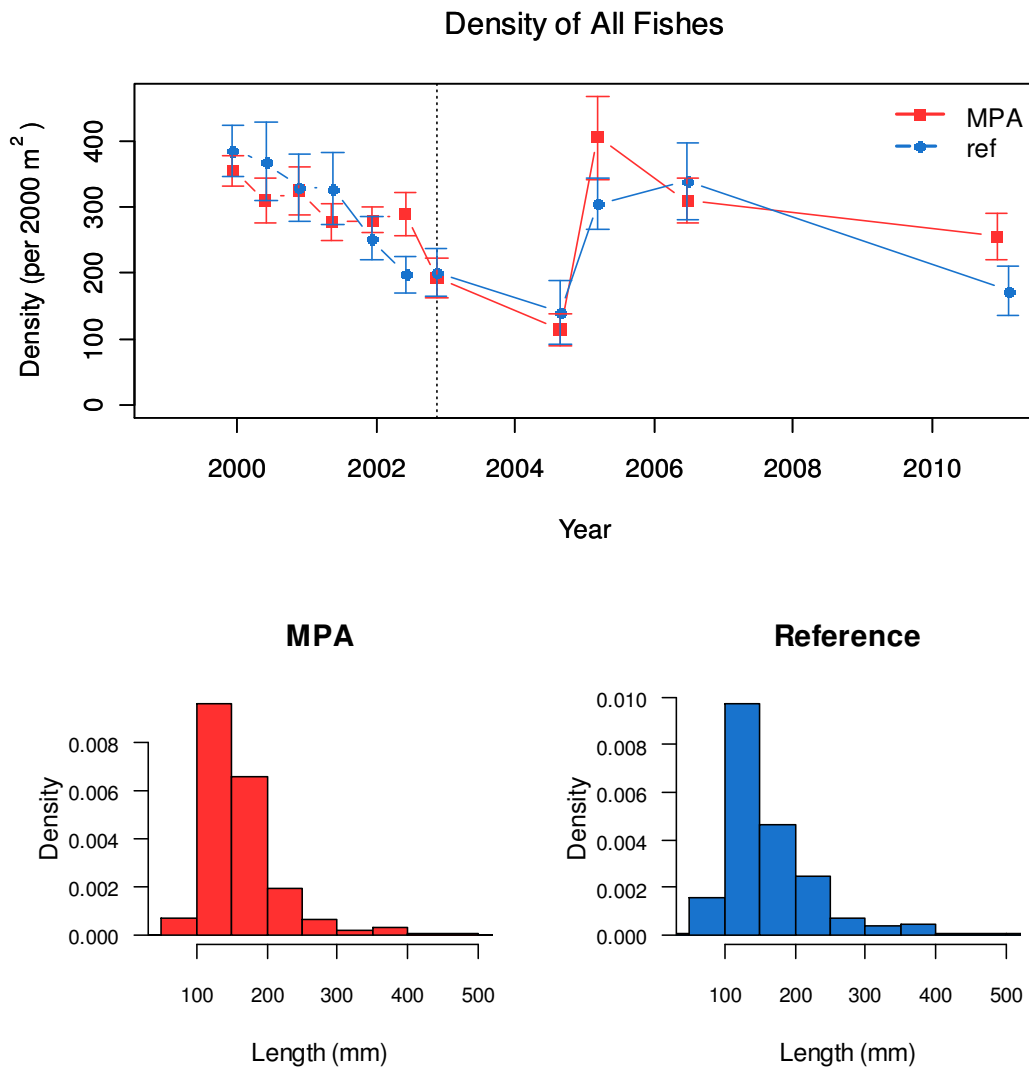 Density of All Fishes
Density (per 2000 m²)
400
300
200
100
0
MPA
ref
2000 2002 2004 2006 2008 2010
Year
MPA
Density
0.008
0.006
0.004
0.002
0.000
100 200 300 400 500
Length (mm)
Reference
Density
0.010
0.008
0.006
0.004
0.002
0.000
100 200 300 400 500
Length (mm)